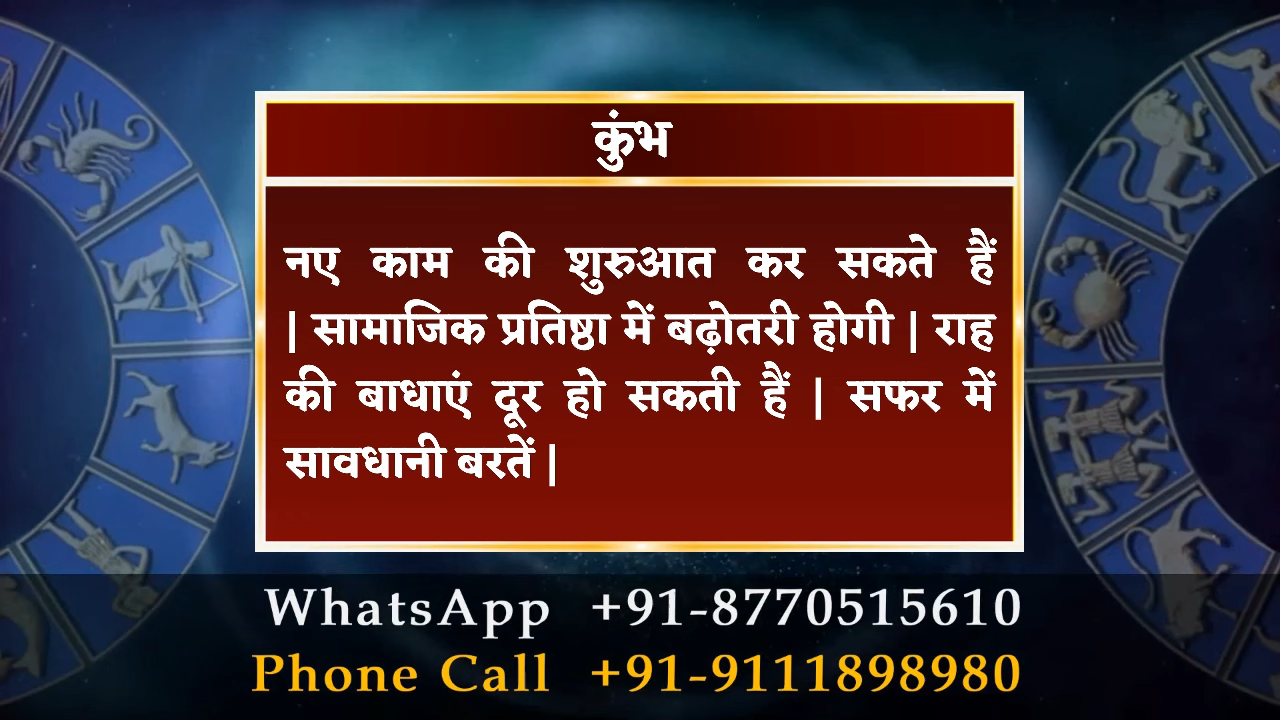 कुंभ
नए काम की शुरुआत कर सकते हैं
| सामाजिक प्रतिष्ठा में बढ़ोतरी होगी | राह
की बाधाएं दूर हो सकती हैं | सफर में
सावधानी बरतें |
WhatsApp +91-8770515610
Phone Call +91-9111898980